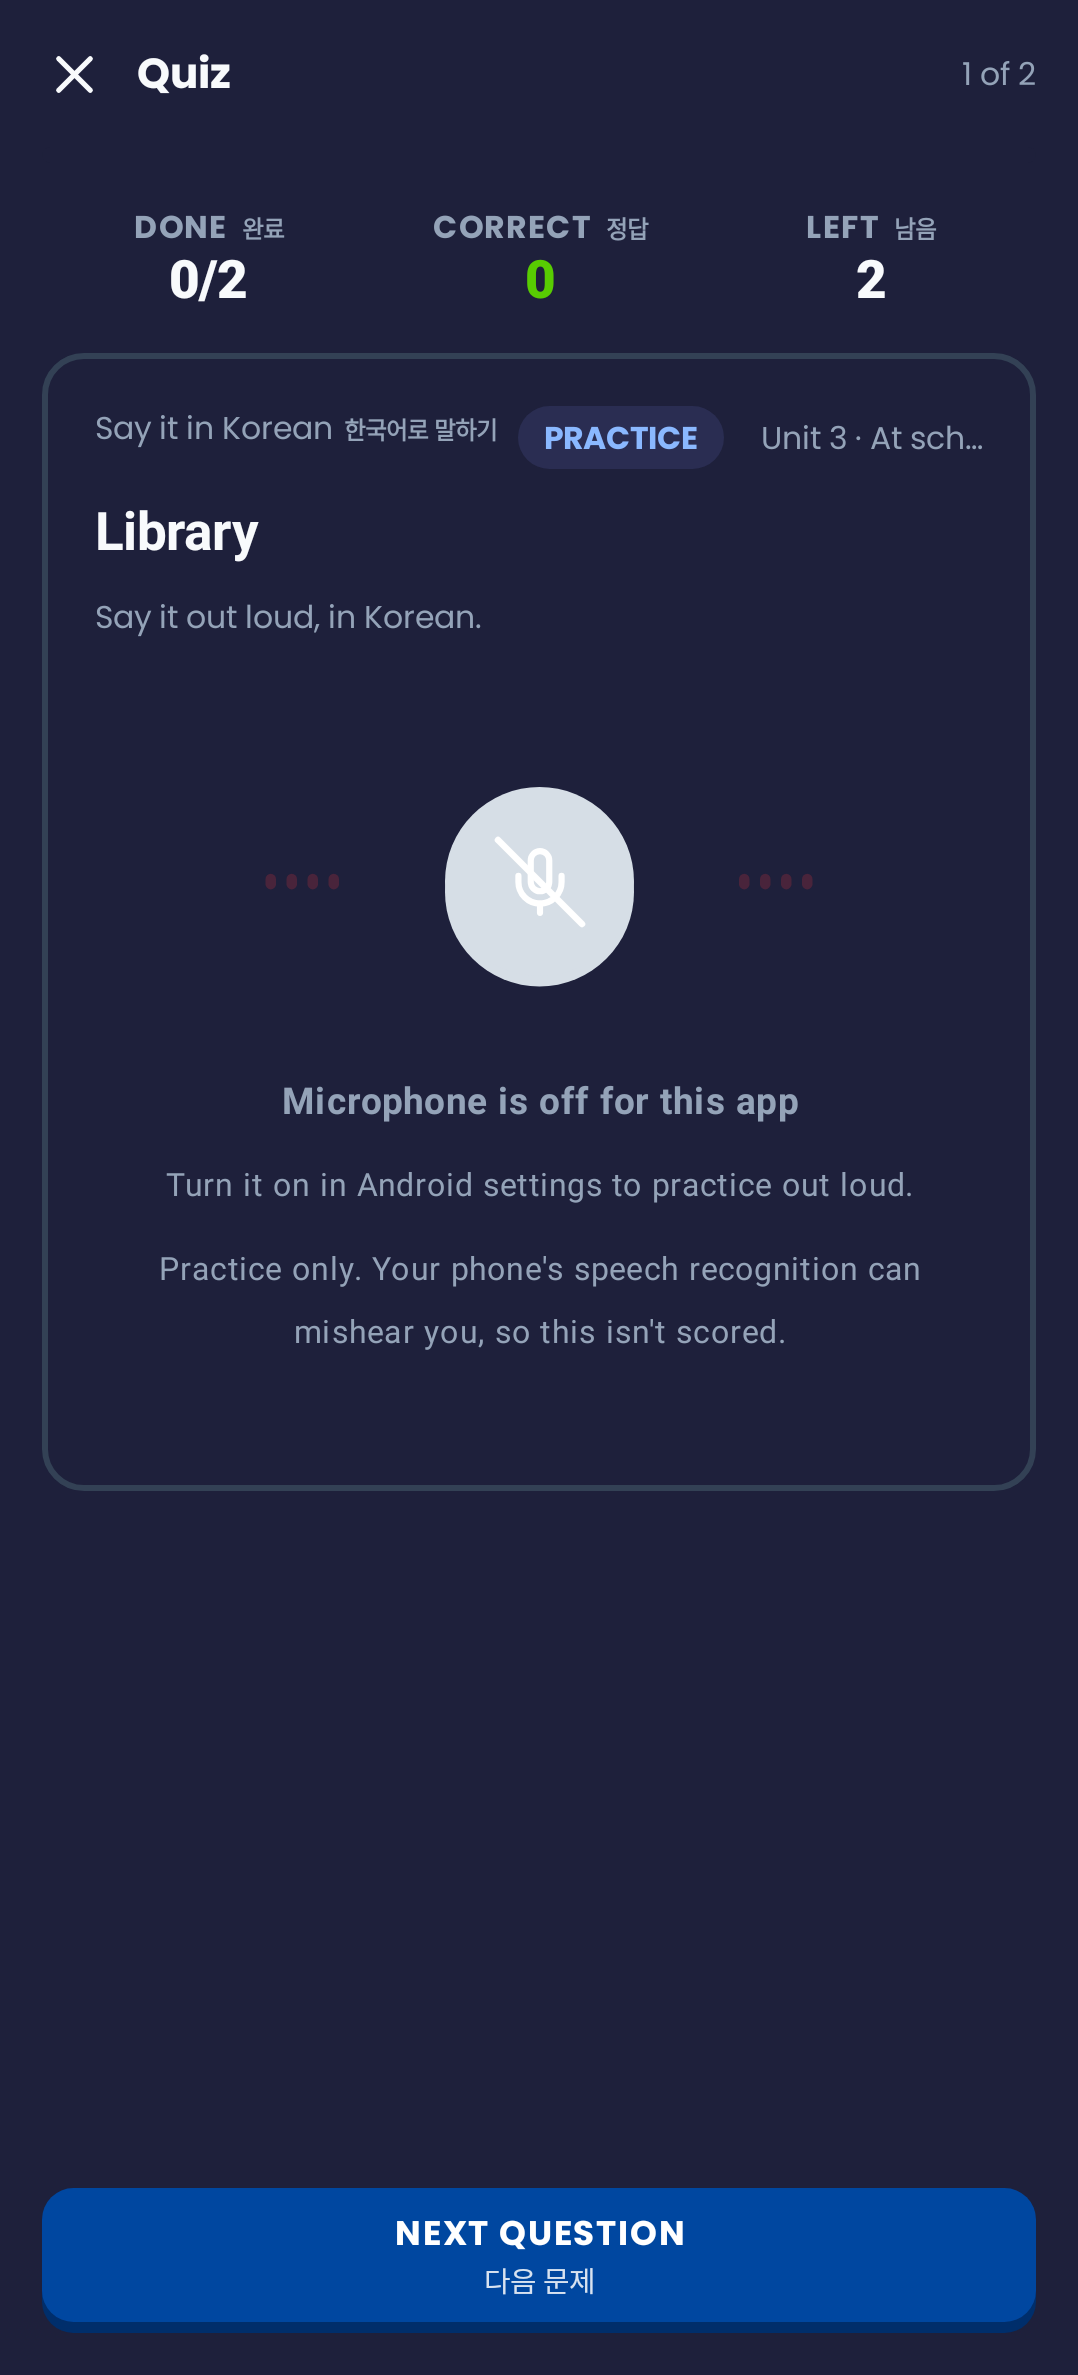 Quiz
1 of 2
DONE 완료
0/2
CORRECT 정답
0
LEFT 남음
2
Say it in Korean 한국어로 말하기
PRACTICE
Unit 3 · At sch...
Library
Say it out loud, in Korean.
Microphone is off for this app
Turn it on in Android settings to practice out loud.
Practice only. Your phone's speech recognition can
mishear you, so this isn't scored.
NEXT QUESTION
다음 문제